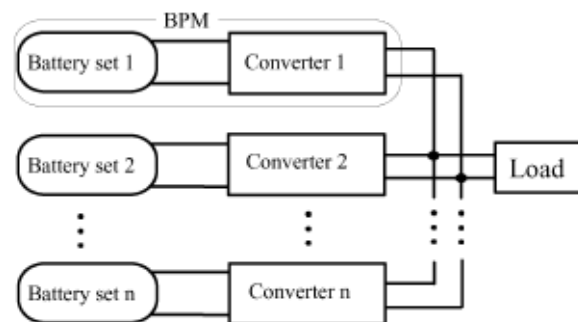 BPM
Battery set 1
Converter 1
Battery set 2
Converter 2
Load
Battery set n
Converter n